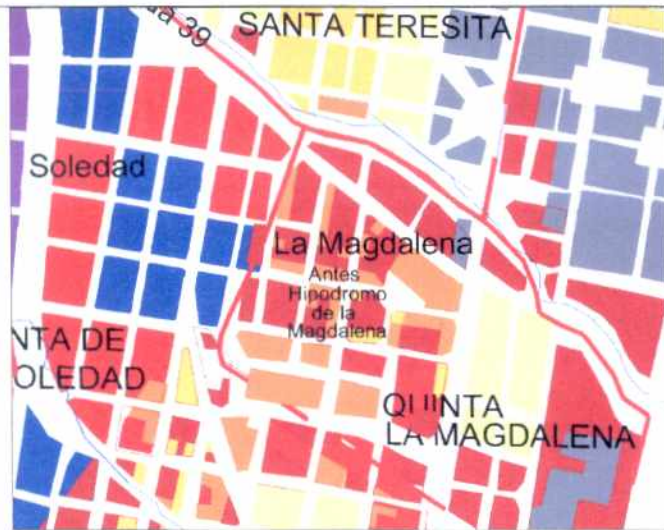 39
SANTA TERESITA
Soledad
La Magdalena
Antes
Hipodromo
de la
Magdalena
NTA DE
OLEDAD
QUINTA
LA MAGDALENA